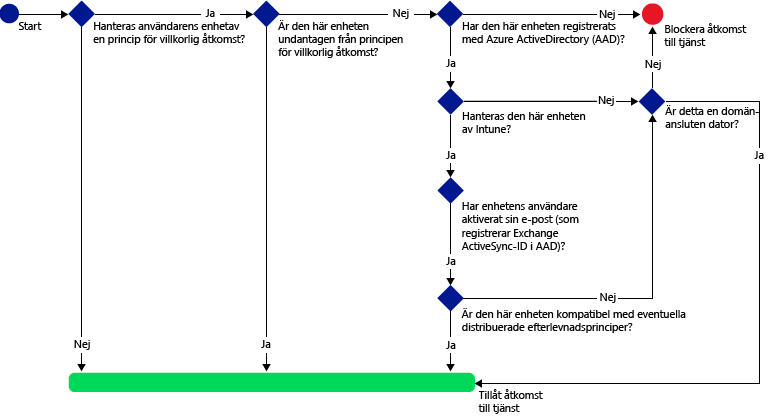 Start
Hanteras användarens enhetav
en princip för villkorlig åtkomst?
Ja
Är den här enheten
undantagen från principen
för villkorlig åtkomst?
Nej
Har den här enheten registrerats
med Azure ActiveDirectory (AAD)?
Nej
Blockera åtkomst
till tjänst
Ja
Nej
Hanteras den här enheten
av Intune?
Nej
Är detta en domän-
ansluten dator?
Ja
Ja
Har enhetens användare
aktiverat sin e-post (som
registrerar Exchange
ActiveSync-ID i AAD)?
Ja
Nej
Är den här enheten kompatibel med eventuella
distribuerade efterlevnadsprinciper?
Nej
Ja
Ja
Tillåt åtkomst
till tjänst